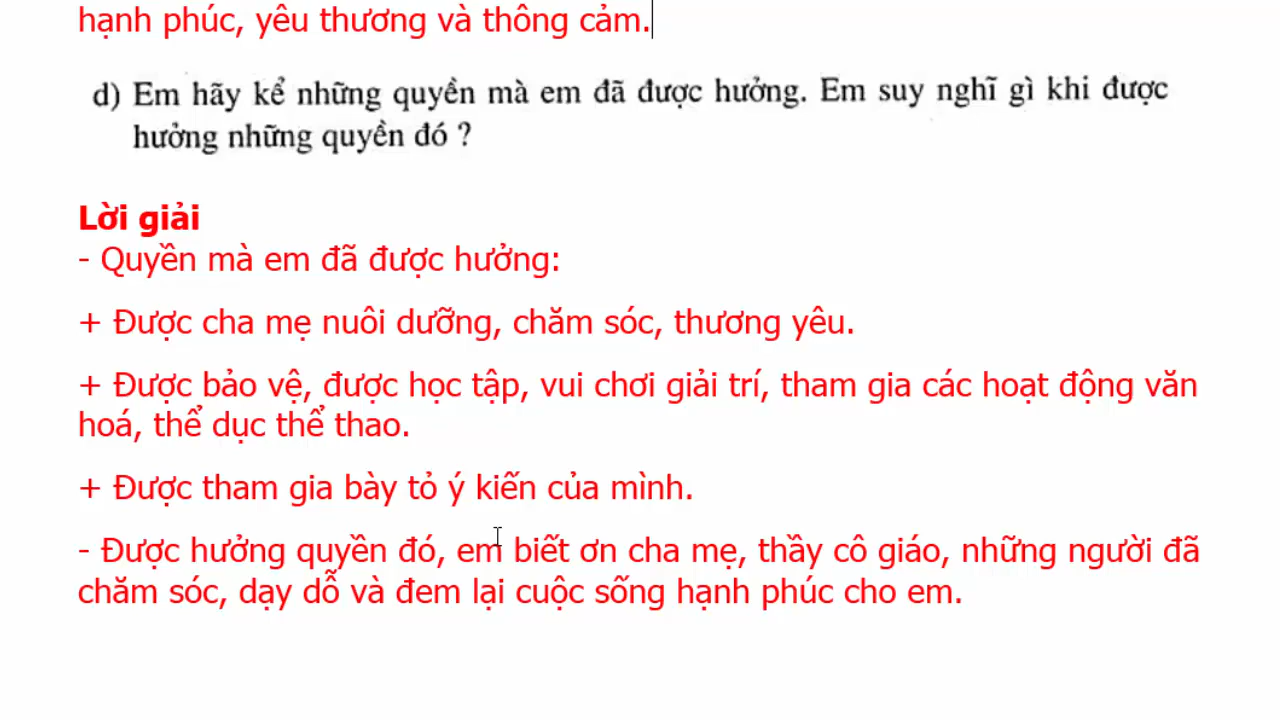 hạnh phúc, yêu thương và thông cảm.
d) Em hãy kể những quyền mà em đã được hưởng. Em suy nghĩ gì khi được
hưởng những quyền đó ?
Lời giải
- Quyền mà em đã được hưởng:
+ Được cha mẹ nuôi dưỡng, chăm sóc, thương yêu.
+ Được bảo vệ, được học tập, vui chơi giải trí, tham gia các hoạt động văn
hoá, thể dục thể thao.
+ Được tham gia bày tỏ ý kiến của mình.
- Được hưởng quyền đó, em biết ơn cha mẹ, thầy cô giáo, những người đã
chăm sóc, dạy dỗ và đem lại cuộc sống hạnh phúc cho em.